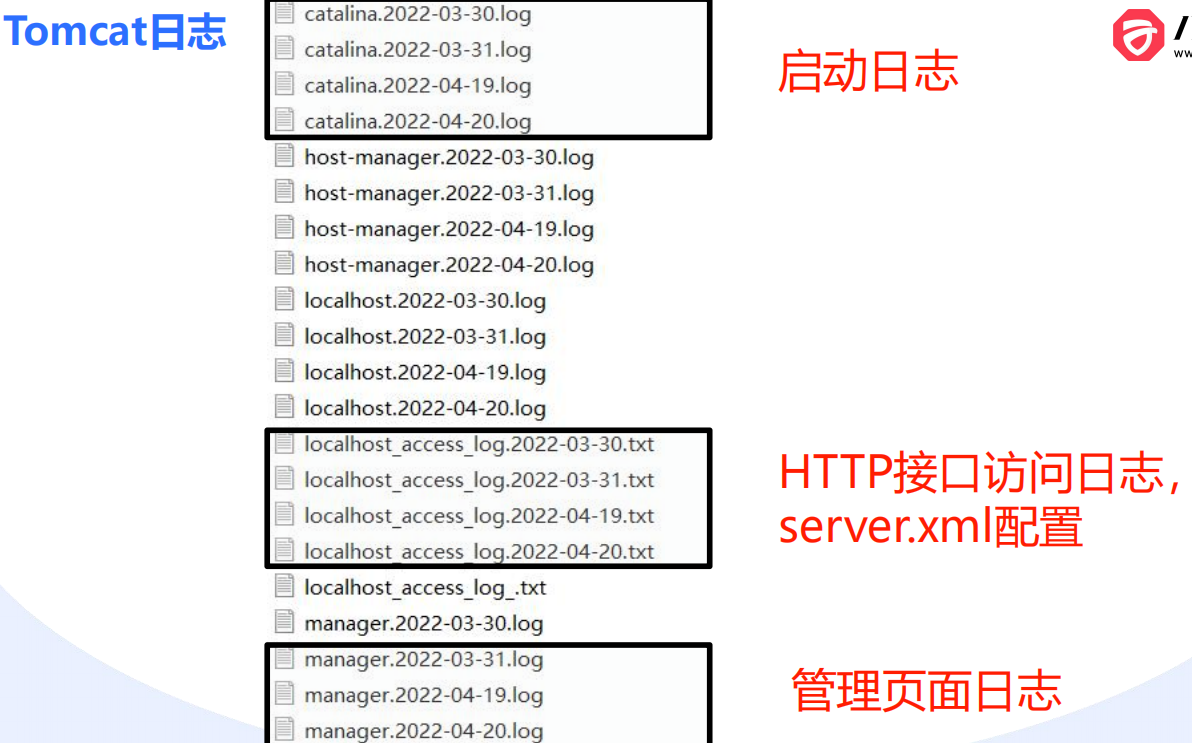 Tomcat日志
catalina.2022-03-30.log
catalina.2022-03-31.log
catalina.2022-04-19.log
catalina.2022-04-20.log
启动日志
host-manager.2022-03-30.log
host-manager.2022-03-31.log
host-manager.2022-04-19.log
host-manager.2022-04-20.log
localhost.2022-03-30.log
localhost.2022-03-31.log
localhost.2022-04-19.log
localhost.2022-04-20.log
localhost_access_log.2022-03-30.txt
localhost_access_log.2022-03-31.txt
localhost_access_log.2022-04-19.txt
localhost_access_log.2022-04-20.txt
HTTP接口访问日志，
server.xml配置
localhost_access_log_.txt
manager.2022-03-30.log
manager.2022-03-31.log
manager.2022-04-19.log
manager.2022-04-20.log
管理页面日志